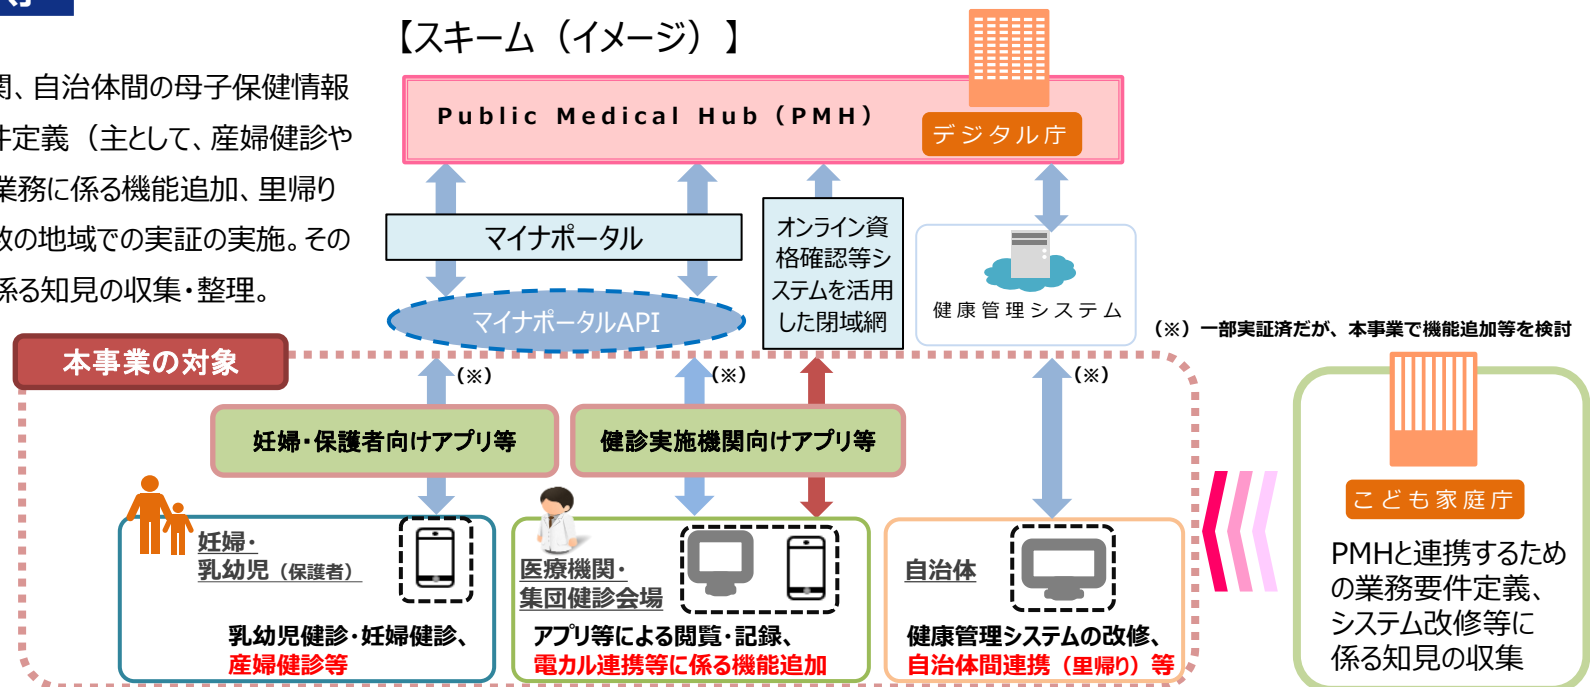 等
【スキーム（イメージ）】
関、自治体間の母子保健情報
件定義（主として、産婦健診や
業務に係る機能追加、里帰り
数の地域での実証の実施。その
係る知見の収集・整理。
Public Medical Hub（PMH）
デジタル庁
マイナポータル
オンライン資
格確認等シ
ステムを活用
した閉域網
健康管理システム
マイナポータルAPI
（※）一部実証済だが、本事業で機能追加等を検討
本事業の対象
（※）
（※）
（※）
妊婦・保護者向けアプリ等
健診実施機関向けアプリ等
妊婦・
乳幼児（保護者）
乳幼児健診・妊婦健診、
産婦健診等
医療機関・
集団健診会場
アプリ等による閲覧・記録、
電カル連携等に係る機能追加
自治体
健康管理システムの改修、
自治体間連携（里帰り）等
こども家庭庁
PMHと連携するため
の業務要件定義、
システム改修等に
係る知見の収集